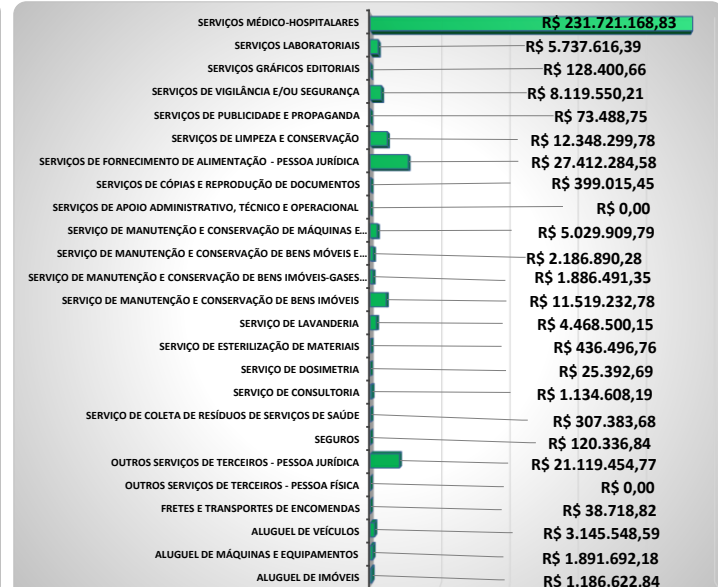 SERVIÇOS MÉDICO-HOSPITALARES R$ 231.721.168,83
SERVIÇOS LABORATORIAIS R$ 5.737.616,39
SERVIÇOS GRÁFICOS EDITORIAIS R$ 128.400,66
SERVIÇOS DE VIGILÂNCIA E/OU SEGURANÇA R$ 8.119.550,21
SERVIÇOS DE PUBLICIDADE E PROPAGANDA R$ 73.488,75
SERVIÇOS DE LIMPEZA E CONSERVAÇÃO R$ 12.348.299,78
SERVIÇOS DE FORNECIMENTO DE ALIMENTAÇÃO - PESSOA JURÍDICA R$ 27.412.284,58
SERVIÇOS DE CÓPIAS E REPRODUÇÃO DE DOCUMENTOS R$ 399.015,45
SERVIÇOS DE APOIO ADMINISTRATIVO, TÉCNICO E OPERACIONAL R$ 0,00
SERVIÇO DE MANUTENÇÃO E CONSERVAÇÃO DE MÁQUINAS E... R$ 5.029.909,79
SERVIÇO DE MANUTENÇÃO E CONSERVAÇÃO DE BENS MÓVEIS E... R$ 2.186.890,28
SERVIÇO DE MANUTENÇÃO E CONSERVAÇÃO DE BENS IMÓVEIS-GASES... R$ 1.886.491,35
SERVIÇO DE MANUTENÇÃO E CONSERVAÇÃO DE BENS IMÓVEIS R$ 11.519.232,78
SERVIÇO DE LAVANDERIA R$ 4.468.500,15
SERVIÇO DE ESTERILIZAÇÃO DE MATERIAIS R$ 436.496,76
SERVIÇO DE DOSIMETRIA R$ 25.392,69
SERVIÇO DE CONSULTORIA R$ 1.134.608,19
SERVIÇO DE COLETA DE RESÍDUOS DE SERVIÇOS DE SAÚDE R$ 307.383,68
SEGUROS R$ 120.336,84
OUTROS SERVIÇOS DE TERCEIROS - PESSOA JURÍDICA R$ 21.119.454,77
OUTROS SERVIÇOS DE TERCEIROS - PESSOA FÍSICA R$ 0,00
FRETES E TRANSPORTES DE ENCOMENDAS R$ 38.718,82
ALUGUEL DE VEÍCULOS R$ 3.145.548,59
ALUGUEL DE MÁQUINAS E EQUIPAMENTOS R$ 1.891.692,18
ALUGUEL DE IMÓVEIS R$ 1.186.622,84